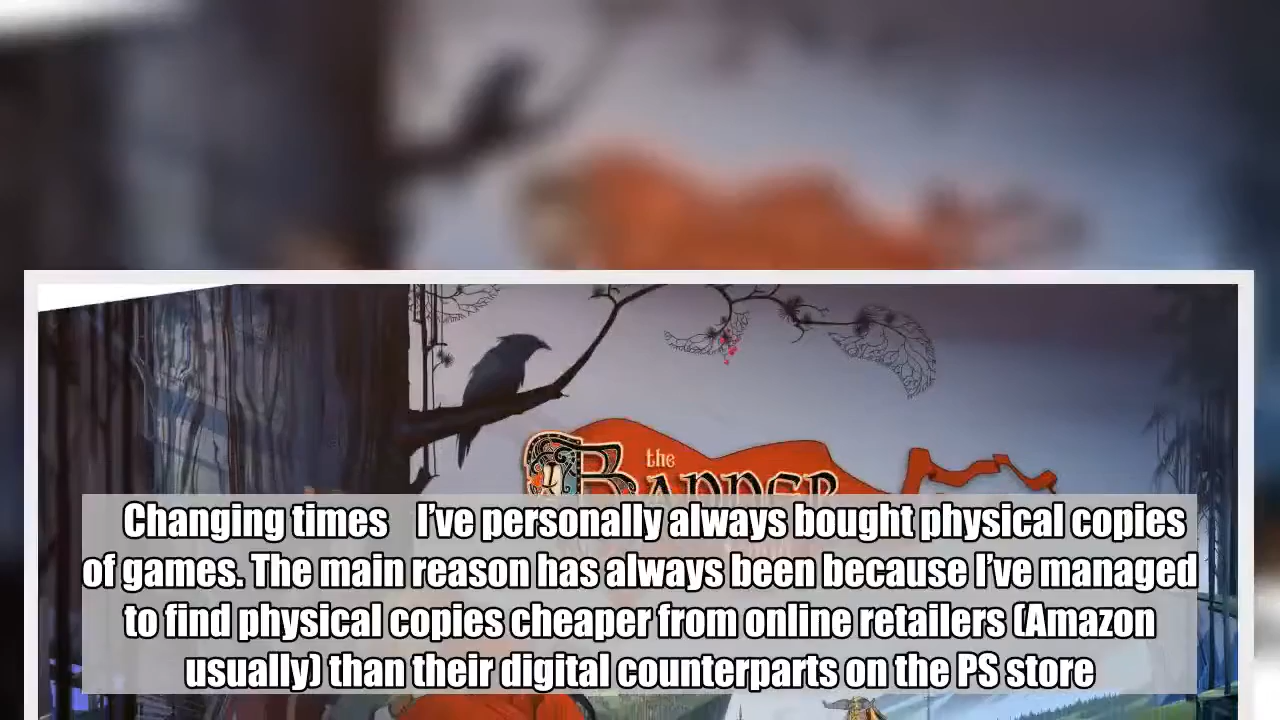 the
BANNER
Changing times I've personally always bought physical copies
of games. The main reason has always been because I've managed
to find physical copies cheaper from online retailers (Amazon
usually) than their digital counterparts on the PS store